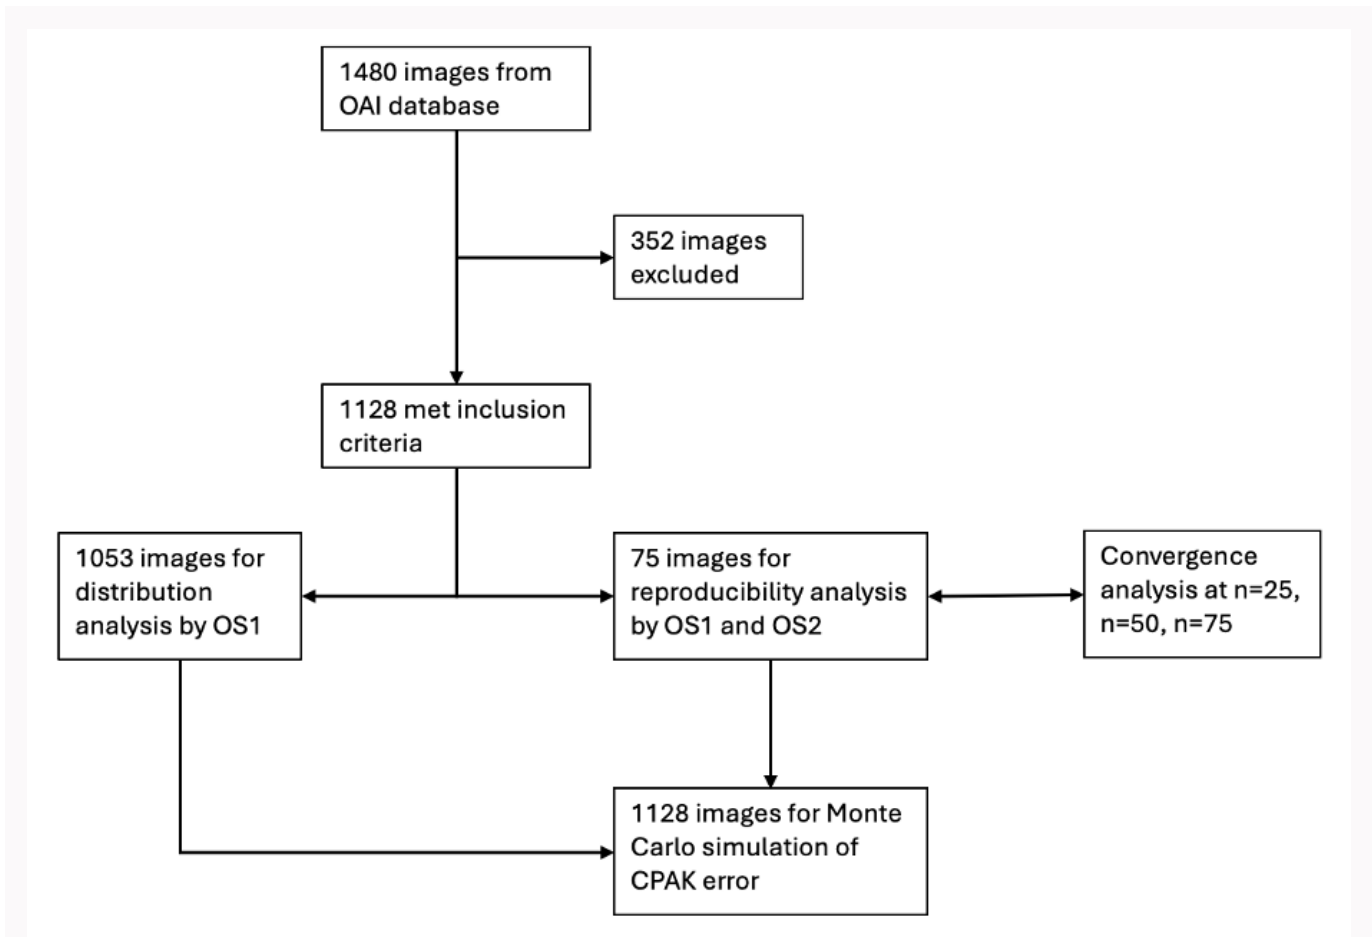 1480 images from
OAI database
352 images
excluded
1128 met inclusion
criteria
1053 images for
distribution
analysis by OS1
75 images for
reproducibility analysis
by OS1 and OS2
Convergence
analysis at n=25,
n=50, n=75
1128 images for Monte
Carlo simulation of
CPAK error